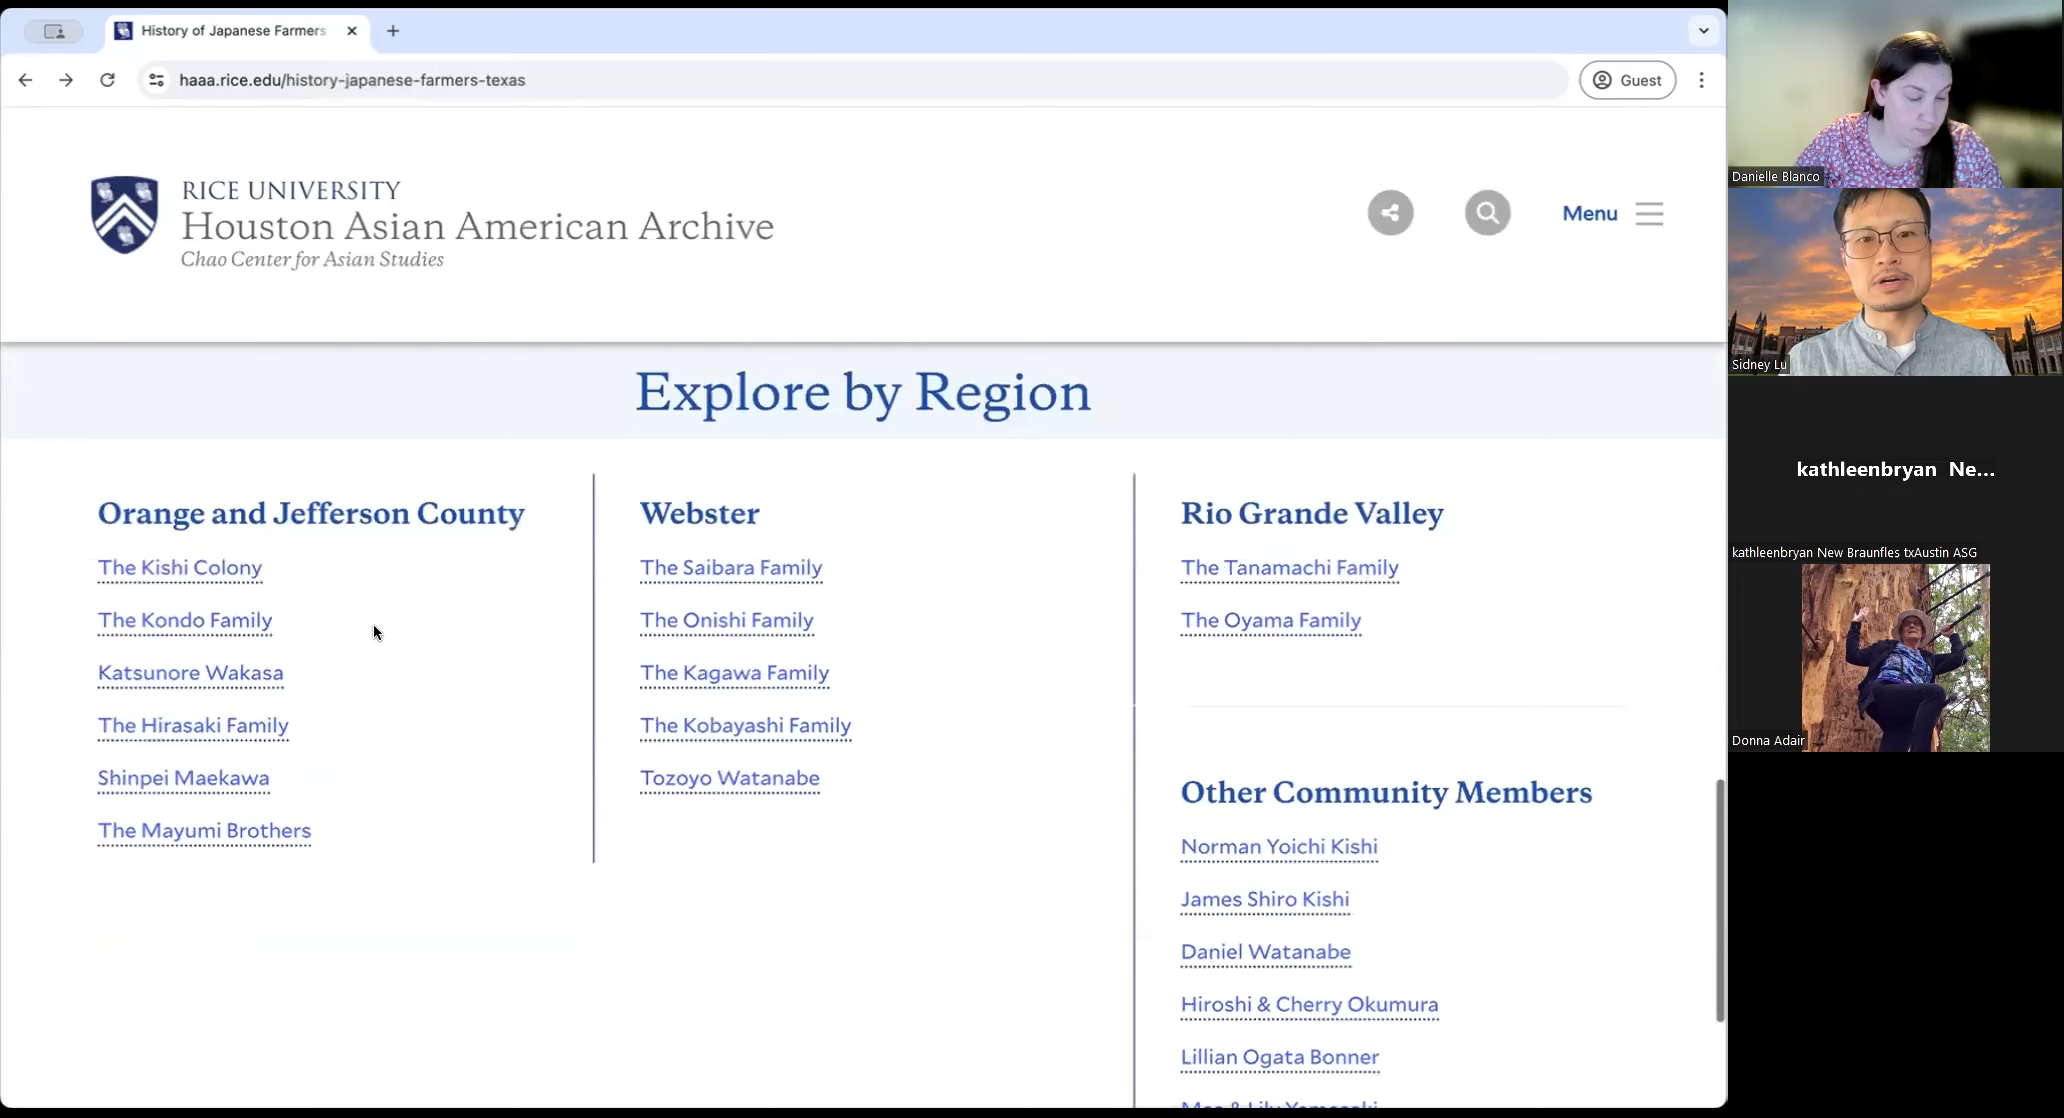 History of Japanese Farmers
haaa.rice.edu/history-japanese-farmers-texas
Guest
RICE UNIVERSITY
Houston Asian American Archive
Chao Center for Asian Studies
Menu
Explore by Region
Orange and Jefferson County
The Kishi Colony
The Kondo Family
Katsunore Wakasa
The Hirasaki Family
Shinpei Maekawa
The Mayumi Brothers
Webster
The Saibara Family
The Onishi Family
The Kagawa Family
The Kobayashi Family
Tozoyo Watanabe
Rio Grande Valley
The Tanamachi Family
The Oyama Family
Other Community Members
Norman Yoichi Kishi
James Shiro Kishi
Daniel Watanabe
Hiroshi & Cherry Okumura
Lillian Ogata Bonner
Danielle Blanco
Sidney Lu
kathleenbryan Ne...
kathleenbryan New Braunfles txAustin ASG
Donna Adair